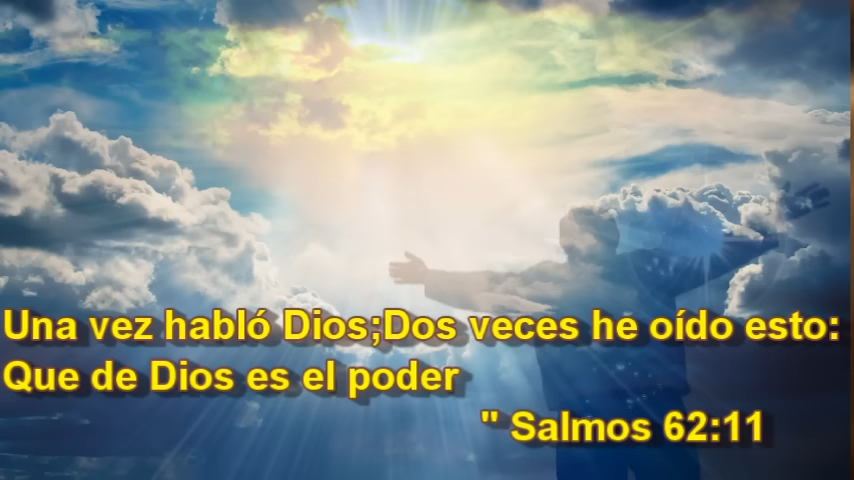 Una vez habló Dios;Dos veces he oído esto:
Que de Dios es el poder
" Salmos 62:11